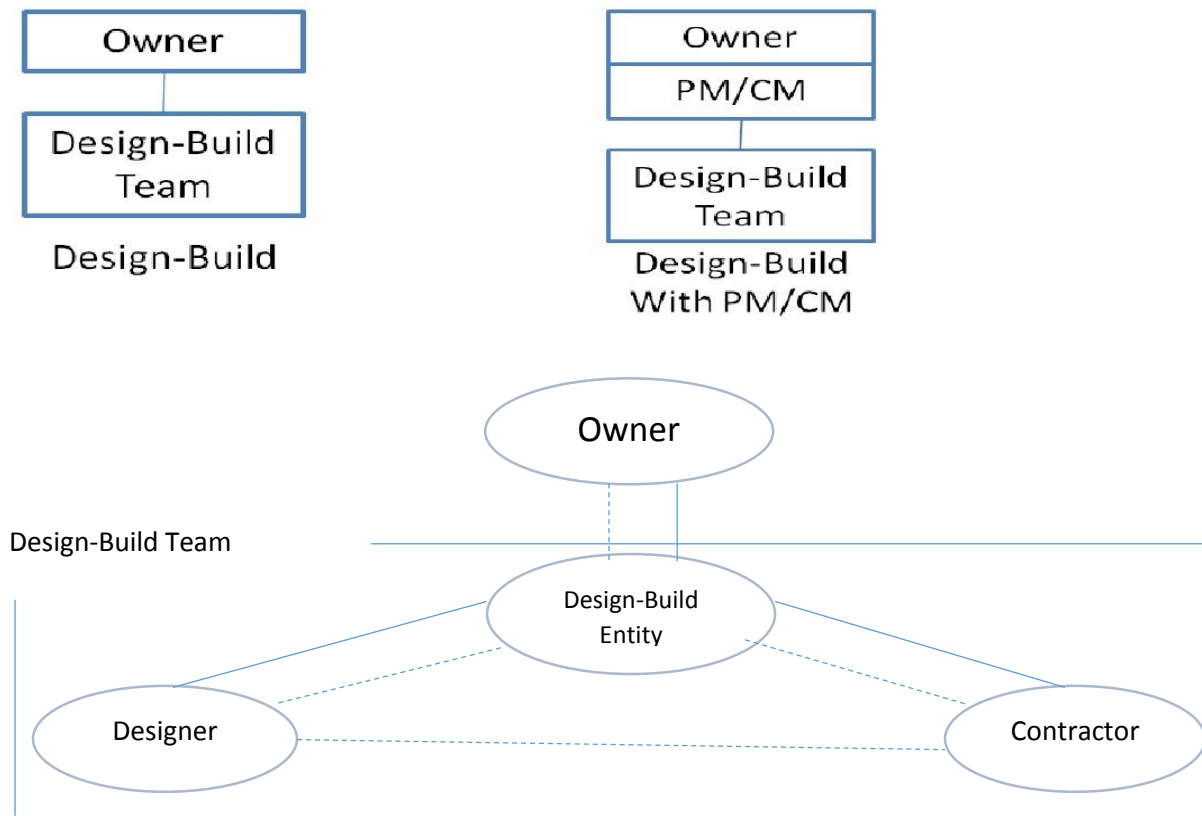 Owner
Design-Build
Team
Design-Build
Owner
PM/CM
Design-Build
Team
Design-Build
With PM/CM
Owner
Design-Build Team
Design-Build
Entity
Designer
Contractor